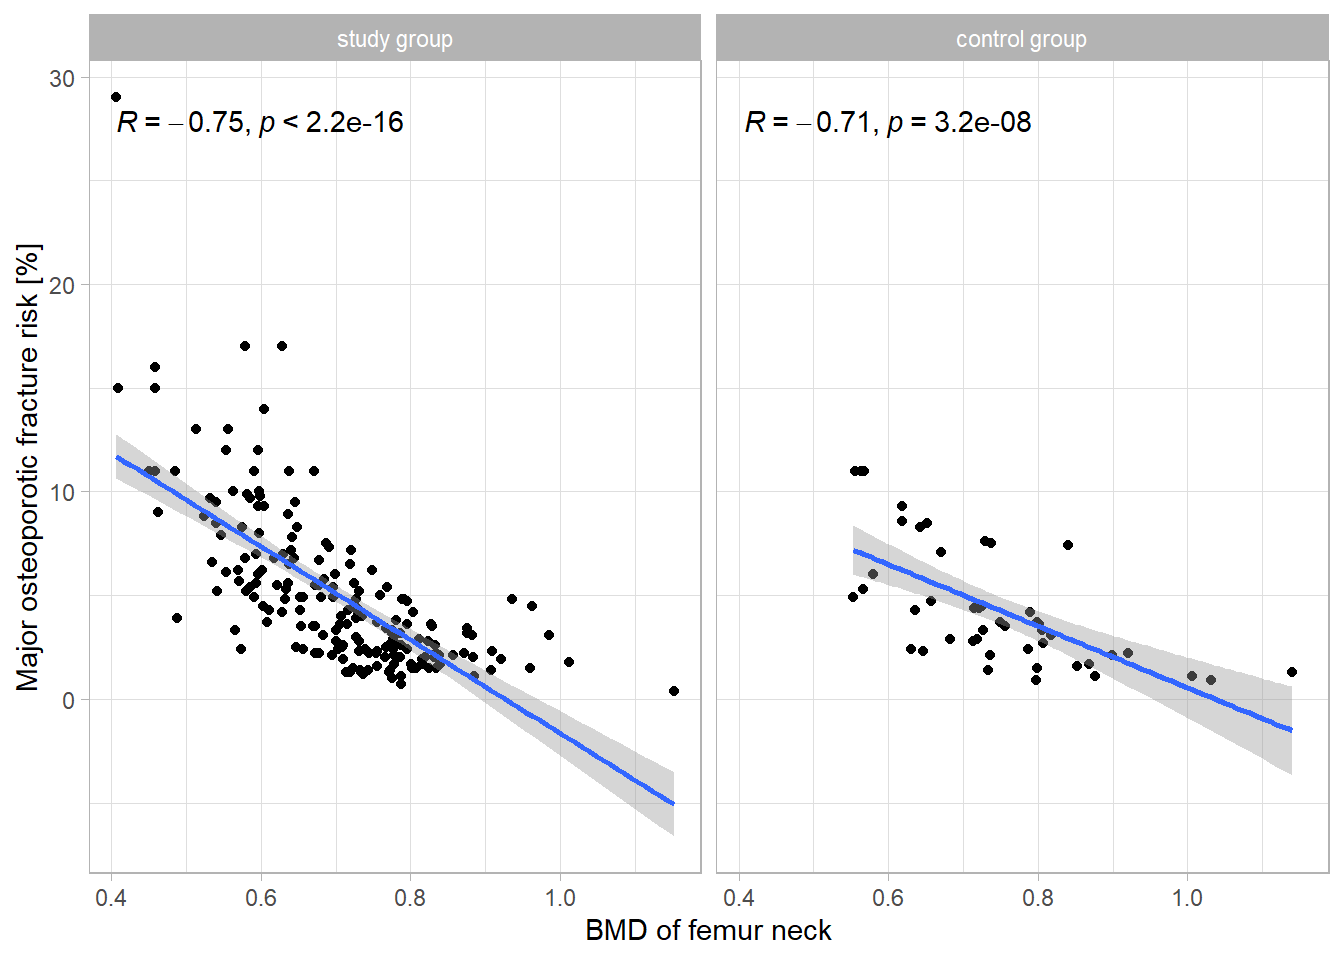 study group
control group
R = −0.75, p < 2.2e-16
R = −0.71, p = 3.2e-08
Major osteoporotic fracture risk [%]
30
20
10
0
0.4 0.6 0.8 1.0
0.4 0.6 0.8 1.0
BMD of femur neck